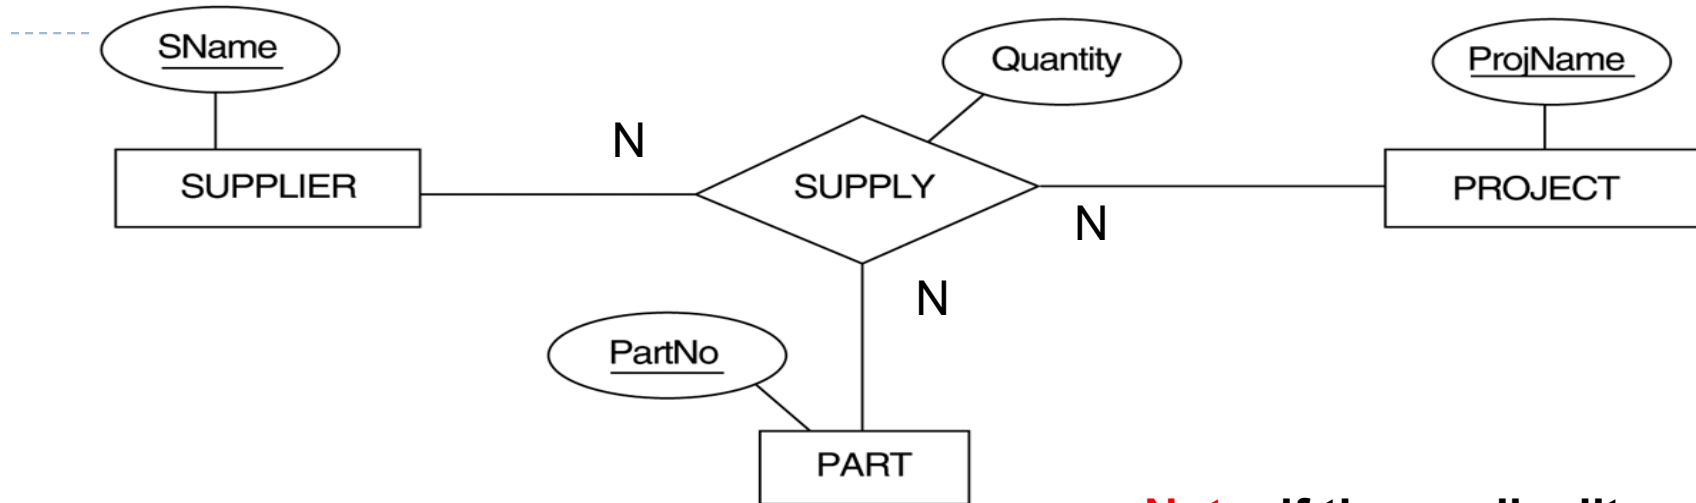 SName
Quantity
ProjName
N
SUPPLIER
SUPPLY
PROJECT
N
N
PartNo
PART